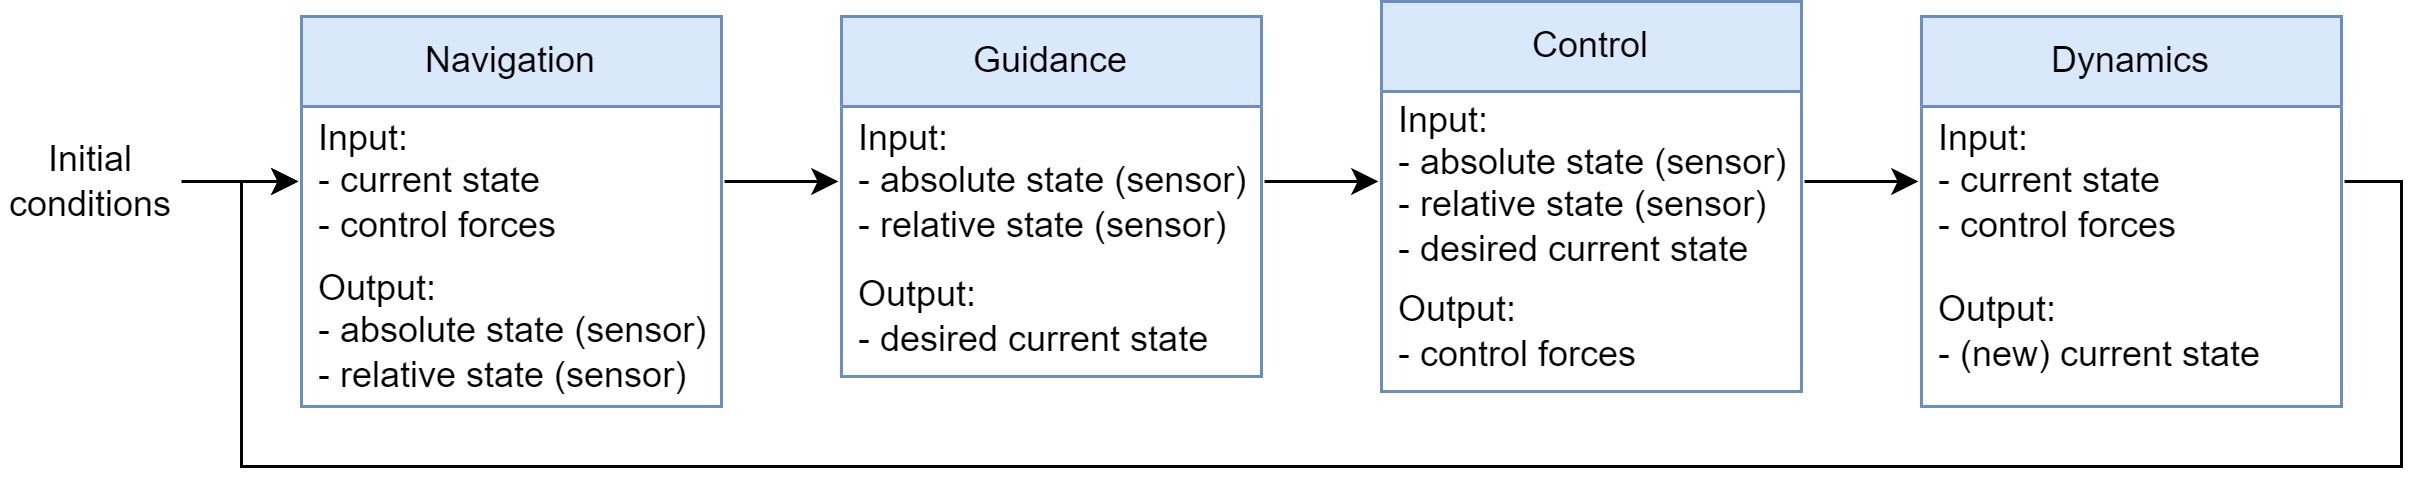 Initial
conditions
Navigation
Input:
- current state
- control forces
Output:
- absolute state (sensor)
- relative state (sensor)
Guidance
Input:
- absolute state (sensor)
- relative state (sensor)
Output:
- desired current state
Control
Input:
- absolute state (sensor)
- relative state (sensor)
- desired current state
Output:
- control forces
Dynamics
Input:
- current state
- control forces
Output:
- (new) current state